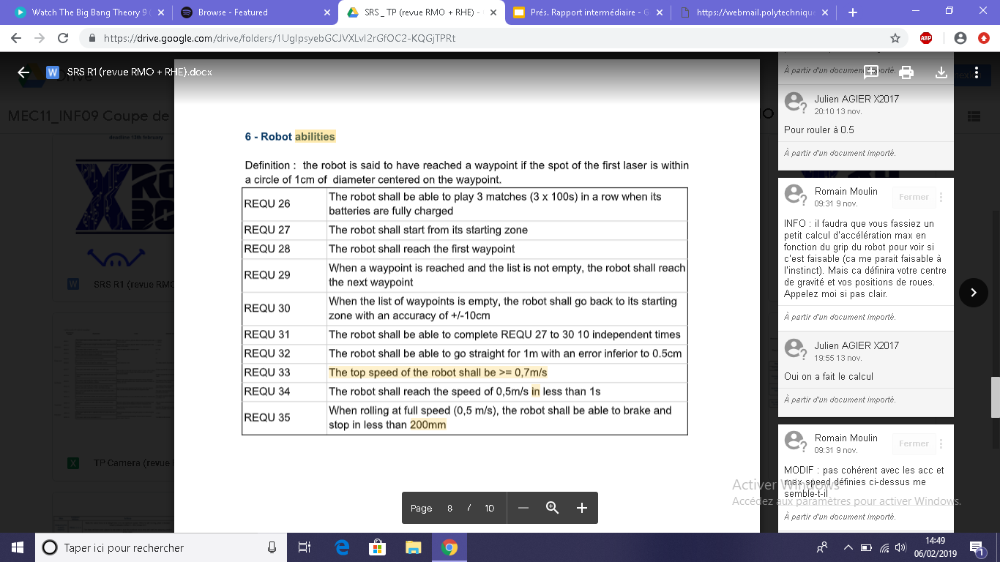 Watch The Big Bang Theory 9
Browse - Featured
SRS _ TP (revue RMO + RHE) -
Prés. Rapport intermédiaire - G
https://webmail.polytechnique
https://drive.google.com/drive/folders/1UgIpsyebGCJVXLvI2rGfOC2-KQGjTPRt
ABP
W SRS R1 (revue RMO + RHE).docx
MEC11_INF09 Coupe de
deadline 13th february
W SRS R1 (revue RMO
X TP Camera (revue
6 - Robot abilities
Definition : the robot is said to have reached a waypoint if the spot of the first laser is within
a circle of 1cm of diameter centered on the waypoint.
REQU 26 The robot shall be able to play 3 matches (3 x 100s) in a row when its
batteries are fully charged
REQU 27 The robot shall start from its starting zone
REQU 28 The robot shall reach the first waypoint
REQU 29 When a waypoint is reached and the list is not empty, the robot shall reach
the next waypoint
REQU 30 When the list of waypoints is empty, the robot shall go back to its starting
zone with an accuracy of +/-10cm
REQU 31 The robot shall be able to complete REQU 27 to 30 10 independent times
REQU 32 The robot shall be able to go straight for 1m with an error inferior to 0.5cm
REQU 33 The top speed of the robot shall be >= 0,7m/s
REQU 34 The robot shall reach the speed of 0,5m/s in less than 1s
REQU 35 When rolling at full speed (0,5 m/s), the robot shall be able to brake and
stop in less than 200mm
Page 8 / 10
À partir d'un document importé.
Julien AGIER X2017
20:10 13 nov.
Pour rouler à 0.5
À partir d'un document importé.
Romain Moulin
09:31 9 nov.
Fermer
INFO : il faudra que vous fassiez un
petit calcul d'accélération max en
fonction du grip du robot pour voir si
c'est faisable (ca me parait faisable à
l'instinct). Mais ca définira votre centre
de gravité et vos positions de roues.
Appelez moi si pas clair.
À partir d'un document importé.
Julien AGIER X2017
19:55 13 nov.
Oui on a fait le calcul
À partir d'un document importé.
Romain Moulin
09:31 9 nov.
Fermer
MODIF : pas cohérent avec les acc et
max speed définies ci-dessus me
semble-t-il
À partir d'un document importé.
Activer Windows
Accédez aux paramètres pour activer Windows.
Taper ici pour rechercher
14:49
06/02/2019
1